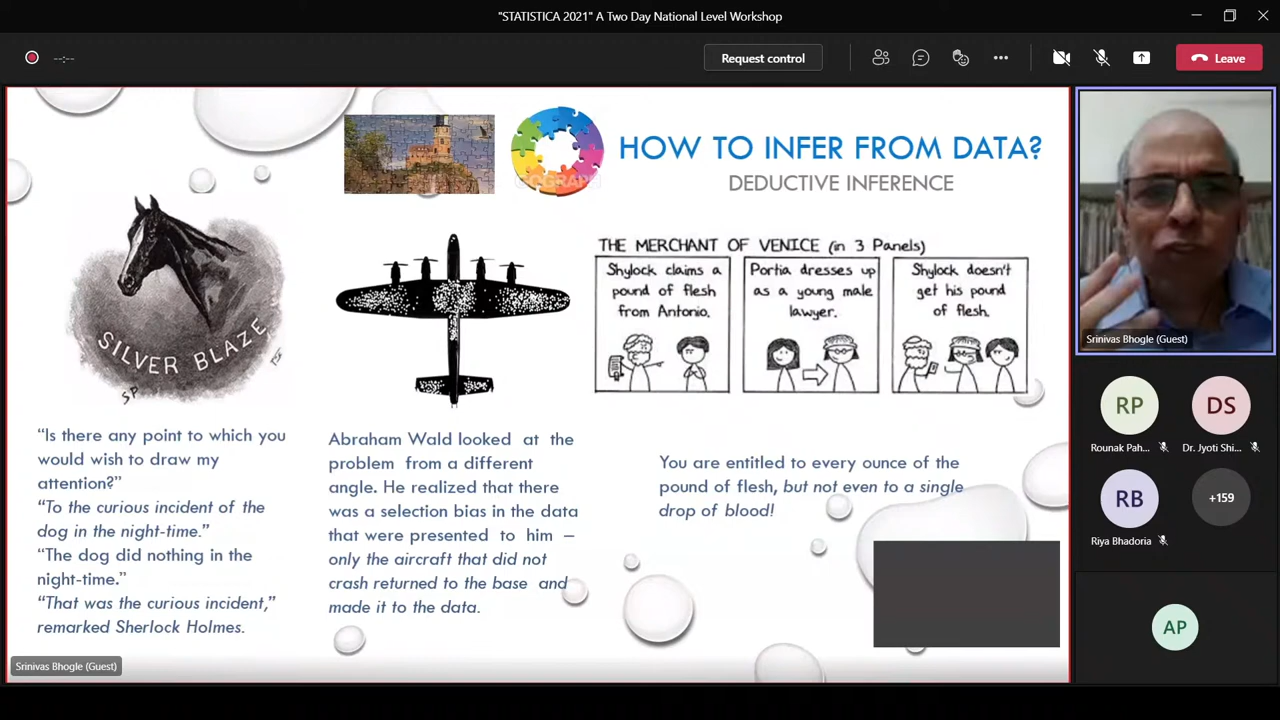 "STATISTICA 2021" A Two Day National Level Workshop
--:--
Request control
Leave
HOW TO INFER FROM DATA?
DEDUCTIVE INFERENCE
SILVER BLAZE
SP
THE MERCHANT OF VENICE (in 3 Panels)
Shylock claims a
pound of flesh
from Antonio.
Portia dresses up
as a young male
lawyer.
Shylock doesn't
get his pound
of flesh.
“Is there any point to which you
would wish to draw my
attention?”
“To the curious incident of the
dog in the night-time.”
“The dog did nothing in the
night-time.”
“That was the curious incident,”
remarked Sherlock Holmes.
Abraham Wald looked at the
problem from a different
angle. He realized that there
was a selection bias in the data
that were presented to him –
only the aircraft that did not
crash returned to the base and
made it to the data.
You are entitled to every ounce of the
pound of flesh, but not even to a single
drop of blood!
Srinivas Bhogle (Guest)
Srinivas Bhogle (Guest)
RP
Rounak Pah...
DS
Dr. Jyoti Shi...
RB
Riya Bhadoria
+159
AP